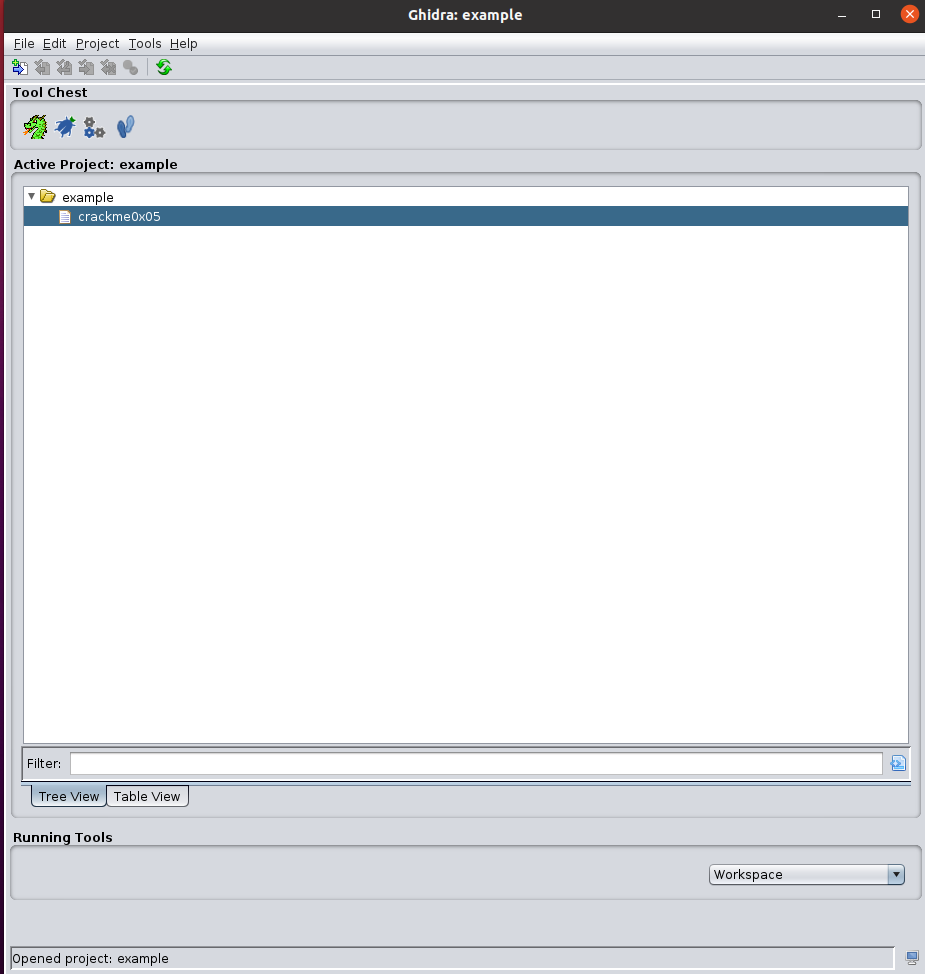 Ghidra: example
File Edit Project Tools Help
Tool Chest
Active Project: example
example
crackme0x05
Filter:
Tree View Table View
Running Tools
Workspace
Opened project: example